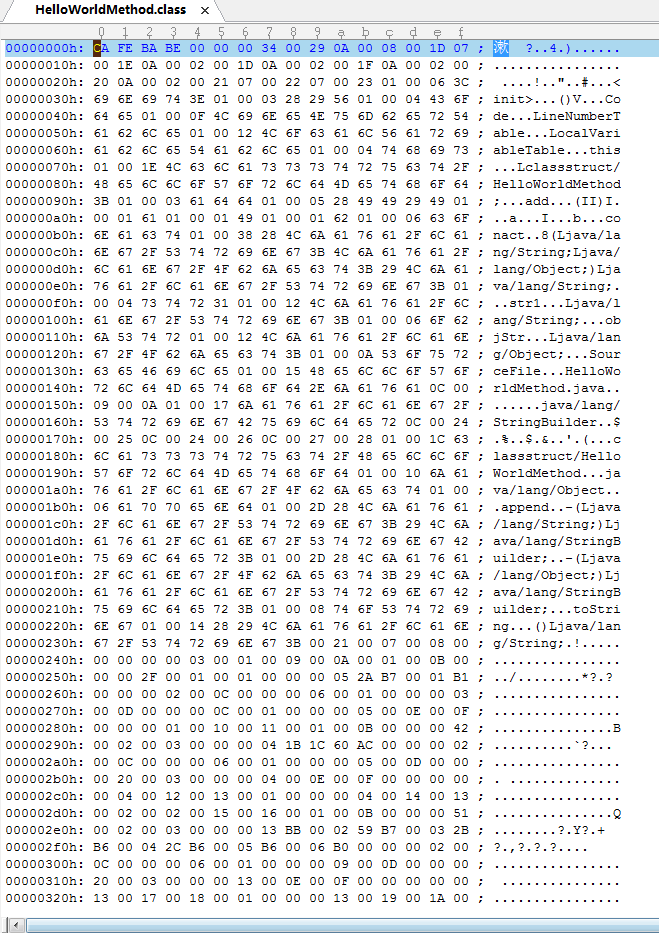 HelloWorldMethod.class ×
0 1 2 3 4 5 6 7 8 9 a b c d e f
00000000h: CA FE BA BE 00 00 00 34 00 29 0A 00 08 00 1D 07 ; 漱 ?..4.)......
00000010h: 00 1E 0A 00 02 00 1D 0A 00 02 00 1F 0A 00 02 00 ; ................
00000020h: 20 0A 00 02 00 21 07 00 22 07 00 23 01 00 06 3C ;  ....!.."..#...<
00000030h: 69 6E 69 74 3E 01 00 03 28 29 56 01 00 04 43 6F ; init>...()V...Co
00000040h: 64 65 01 00 0F 4C 69 6E 65 4E 75 6D 62 65 72 54 ; de...LineNumberT
00000050h: 61 62 6C 65 01 00 12 4C 6F 63 61 6C 56 61 72 69 ; able...LocalVari
00000060h: 61 62 6C 65 54 61 62 6C 65 01 00 04 74 68 69 73 ; ableTable...this
00000070h: 01 00 1E 4C 63 6C 61 73 73 73 74 72 75 63 74 2F ; ...Lclassstruct/
00000080h: 48 65 6C 6C 6F 57 6F 72 6C 64 4D 65 74 68 6F 64 ; HelloWorldMethod
00000090h: 3B 01 00 03 61 64 64 01 00 05 28 49 49 29 49 01 ; ;...add...(II)I.
000000a0h: 00 01 61 01 00 01 49 01 00 01 62 01 00 06 63 6F ; ..a...I...b...co
000000b0h: 6E 61 63 74 01 00 38 28 4C 6A 61 76 61 2F 6C 61 ; nact..8(Ljava/la
000000c0h: 6E 67 2F 53 74 72 69 6E 67 3B 4C 6A 61 76 61 2F ; ng/String;Ljava/
000000d0h: 6C 61 6E 67 2F 4F 62 6A 65 63 74 3B 29 4C 6A 61 ; lang/Object;)Lja
000000e0h: 76 61 2F 6C 61 6E 67 2F 53 74 72 69 6E 67 3B 01 ; va/lang/String;.
000000f0h: 00 04 73 74 72 31 01 00 12 4C 6A 61 76 61 2F 6C ; ..str1...Ljava/l
00000100h: 61 6E 67 2F 53 74 72 69 6E 67 3B 01 00 06 6F 62 ; ang/String;...ob
00000110h: 6A 53 74 72 01 00 12 4C 6A 61 76 61 2F 6C 61 6E ; jStr...Ljava/lan
00000120h: 67 2F 4F 62 6A 65 63 74 3B 01 00 0A 53 6F 75 72 ; g/Object;...Sour
00000130h: 63 65 46 69 6C 65 01 00 15 48 65 6C 6C 6F 57 6F ; ceFile...HelloWo
00000140h: 72 6C 64 4D 65 74 68 6F 64 2E 6A 61 76 61 0C 00 ; rldMethod.java..
00000150h: 09 00 0A 01 00 17 6A 61 76 61 2F 6C 61 6E 67 2F ; ......java/lang/
00000160h: 53 74 72 69 6E 67 42 75 69 6C 64 65 72 0C 00 24 ; StringBuilder..$
00000170h: 00 25 0C 00 24 00 26 0C 00 27 00 28 01 00 1C 63 ; .%..$.&..'.(...c
00000180h: 6C 61 73 73 73 74 72 75 63 74 2F 48 65 6C 6C 6F ; lassstruct/Hello
00000190h: 57 6F 72 6C 64 4D 65 74 68 6F 64 01 00 10 6A 61 ; WorldMethod...ja
000001a0h: 76 61 2F 6C 61 6E 67 2F 4F 62 6A 65 63 74 01 00 ; va/lang/Object..
000001b0h: 06 61 70 70 65 6E 64 01 00 2D 28 4C 6A 61 76 61 ; .append..-(Ljava
000001c0h: 2F 6C 61 6E 67 2F 53 74 72 69 6E 67 3B 29 4C 6A ; /lang/String;)Lj
000001d0h: 61 76 61 2F 6C 61 6E 67 2F 53 74 72 69 6E 67 42 ; ava/lang/StringB
000001e0h: 75 69 6C 64 65 72 3B 01 00 2D 28 4C 6A 61 76 61 ; uilder;..-(Ljava
000001f0h: 2F 6C 61 6E 67 2F 4F 62 6A 65 63 74 3B 29 4C 6A ; /lang/Object;)Lj
00000200h: 61 76 61 2F 6C 61 6E 67 2F 53 74 72 69 6E 67 42 ; ava/lang/StringB
00000210h: 75 69 6C 64 65 72 3B 01 00 08 74 6F 53 74 72 69 ; uilder;...toStri
00000220h: 6E 67 01 00 14 28 29 4C 6A 61 76 61 2F 6C 61 6E ; ng...()Ljava/lan
00000230h: 67 2F 53 74 72 69 6E 67 3B 00 21 00 07 00 08 00 ; g/String;.!.....
00000240h: 00 00 00 00 03 00 01 00 09 00 0A 00 01 00 0B 00 ; ................
00000250h: 00 00 2F 00 01 00 01 00 00 00 05 2A B7 00 01 B1 ; ../........*?.?
00000260h: 00 00 00 02 00 0C 00 00 00 06 00 01 00 00 00 03 ; ................
00000270h: 00 0D 00 00 00 0C 00 01 00 00 00 05 00 0E 00 0F ; ................
00000280h: 00 00 00 01 00 10 00 11 00 01 00 0B 00 00 00 42 ; ...............B
00000290h: 00 02 00 03 00 00 00 04 1B 1C 60 AC 00 00 00 02 ; ..........`?...
000002a0h: 00 0C 00 00 00 06 00 01 00 00 00 05 00 0D 00 00 ; ................
000002b0h: 00 20 00 03 00 00 00 04 00 0E 00 0F 00 00 00 00 ; . ..............
000002c0h: 00 04 00 12 00 13 00 01 00 00 00 04 00 14 00 13 ; ................
000002d0h: 00 02 00 02 00 15 00 16 00 01 00 0B 00 00 00 51 ; ...............Q
000002e0h: 00 02 00 03 00 00 00 13 BB 00 02 59 B7 00 03 2B ; ........?.Y?.+
000002f0h: B6 00 04 2C B6 00 05 B6 00 06 B0 00 00 00 02 00 ; ?.,?.?.?....
00000300h: 0C 00 00 00 06 00 01 00 00 00 09 00 0D 00 00 00 ; ................
00000310h: 20 00 03 00 00 00 13 00 0E 00 0F 00 00 00 00 00 ;  ...............
00000320h: 13 00 17 00 18 00 01 00 00 00 13 00 19 00 1A 00 ; ................